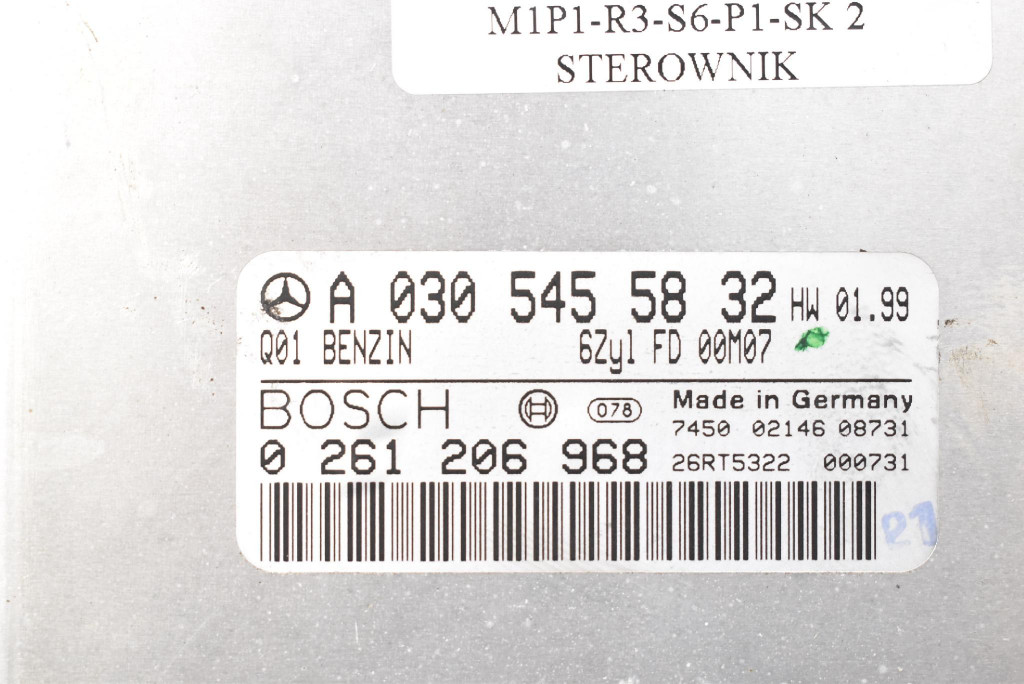 M1P1-R3-S6-P1-SK 2
STEROWNIK
A 030 545 58 32 HW 01.99
Q01 BENZIN 6Zyl FD 00M07
BOSCH 078 Made in Germany
7450 02146 08731
0 261 206 968 26RT5322 000731